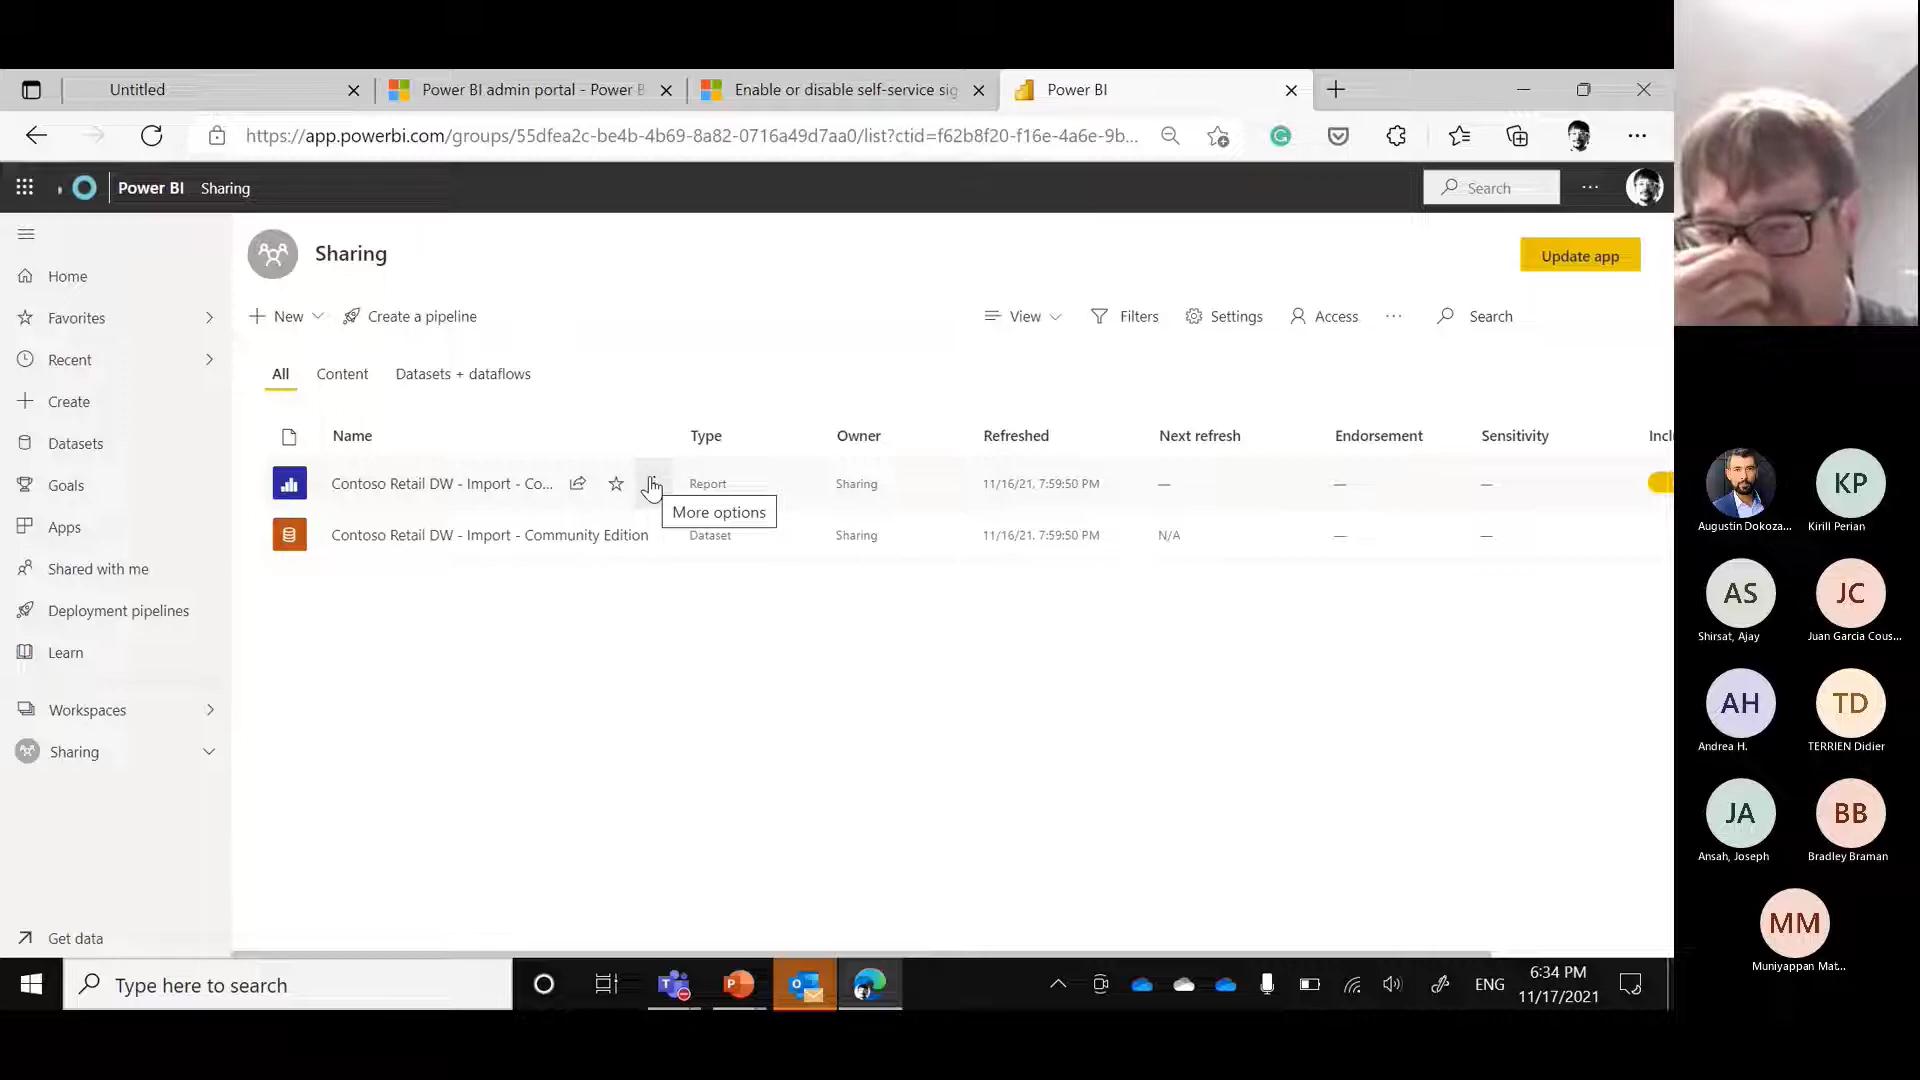 Untitled
Power BI admin portal - Power B
Enable or disable self-service sig
Power BI
https://app.powerbi.com/groups/55dfea2c-be4b-4b69-8a82-0716a49d7aa0/list?ctid=f62b8f20-f16e-4a6e-9b...
Power BI Sharing
Search
Sharing
Update app
New
Create a pipeline
View
Filters
Settings
Access
Search
All
Content
Datasets + dataflows
Home
Favorites
Recent
Create
Datasets
Goals
Apps
Shared with me
Deployment pipelines
Learn
Workspaces
Sharing
Get data
Name Type Owner Refreshed Next refresh Endorsement Sensitivity Incl
Contoso Retail DW - Import - Co... Report Sharing 11/16/21, 7:59:50 PM — — —
More options
Contoso Retail DW - Import - Community Edition Dataset Sharing 11/16/21, 7:59:50 PM N/A — —
Augustin Dokoza...
KP
Kirill Perian
AS
Shirsat, Ajay
JC
Juan Garcia Cous...
AH
Andrea H.
TD
TERRIEN Didier
JA
Ansah, Joseph
BB
Bradley Braman
MM
Muniyappan Mat...
Type here to search
ENG
6:34 PM
11/17/2021